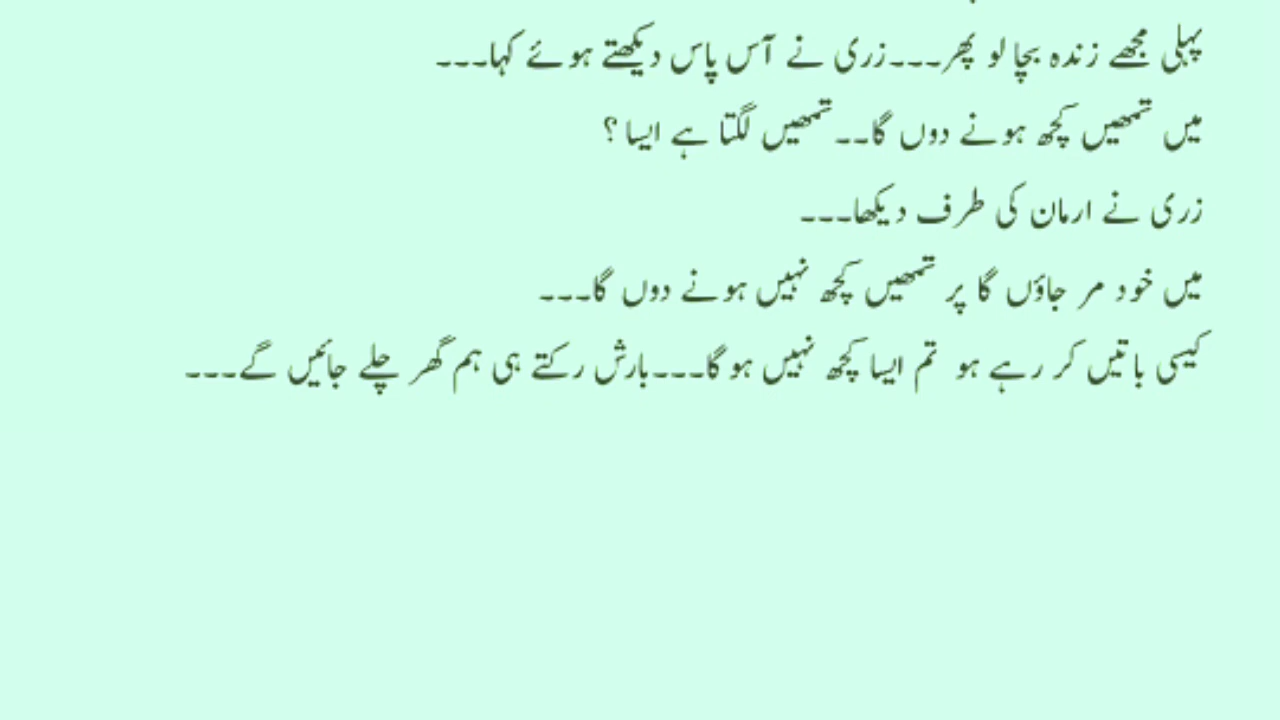 پہلی مجھے زندہ بچا لو پھر۔۔۔زری نے آس پاس دیکھتے ہوئے کہا۔۔۔
میں تمھیں کچھ ہونے دوں گا۔۔تمھیں لگتا ہے ایسا ؟
زری نے ارمان کی طرف دیکھا۔۔۔
میں خود مر جاؤں گا پر تمھیں کچھ نہیں ہونے دوں گا۔۔۔
کیسی باتیں کر رہے ہو تم ایسا کچھ نہیں ہو گا۔۔۔بارش رکتے ہی ہم گھر چلے جائیں گے۔۔۔